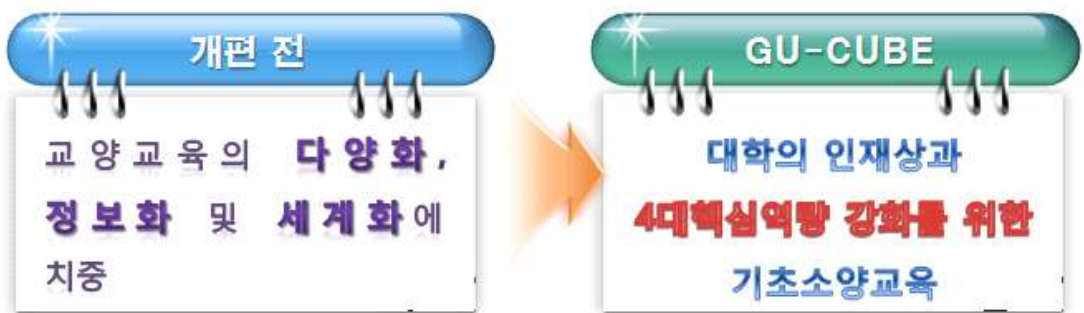 개편 전
교양교육의 다양화,
정보화 및 세계화에
치중
GU-CUBE
대학의 인재상과
4대핵심역량 강화를 위한
기초소양교육